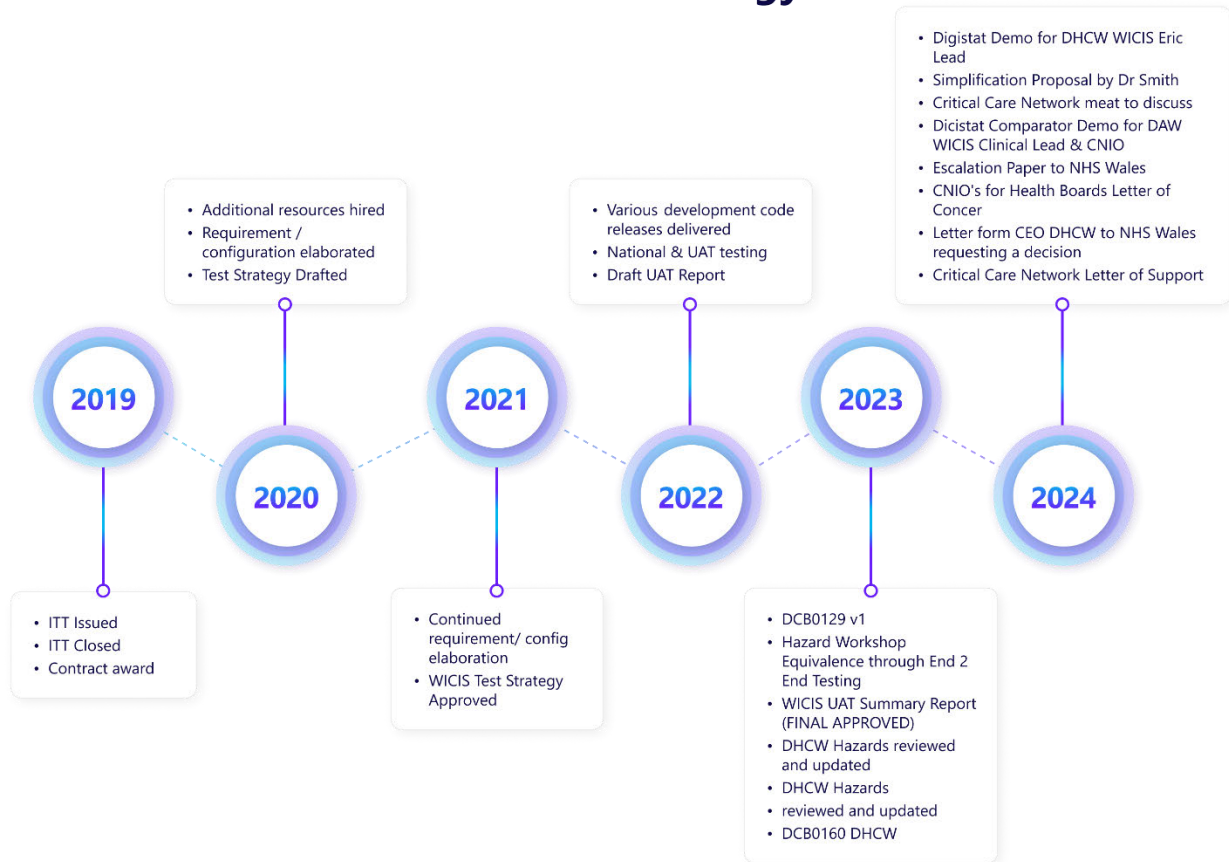 gy
• Digistat Demo for DHCW WICIS Eric
Lead
• Simplification Proposal by Dr Smith
• Critical Care Network meat to discuss
• Dicistat Comparator Demo for DAW
WICIS Clinical Lead & CNIO
• Escalation Paper to NHS Wales
• CNIO's for Health Boards Letter of
Concer
• Letter form CEO DHCW to NHS Wales
requesting a decision
• Critical Care Network Letter of Support
• Additional resources hired
• Requirement /
configuration elaborated
• Test Strategy Drafted
• Various development code
releases delivered
• National & UAT testing
• Draft UAT Report
2019
2020
2021
2022
2023
2024
• ITT Issued
• ITT Closed
• Contract award
• Continued
requirement/ config
elaboration
• WICIS Test Strategy
Approved
• DCB0129 v1
• Hazard Workshop
Equivalence through End 2
End Testing
• WICIS UAT Summary Report
(FINAL APPROVED)
• DHCW Hazards reviewed
and updated
• DHCW Hazards
• reviewed and updated
• DCB0160 DHCW